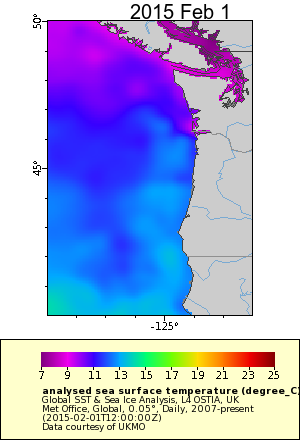 2015 Feb 1
50°
45°
-125°
7 9 11 13 15 17 19 21 23 25
analysed sea surface temperature (degree_C)
Global SST & Sea Ice Analysis, L4 OSTIA, UK
Met Office, Global, 0.05°, Daily, 2007-present
(2015-02-01T12:00:00Z)
Data courtesy of UKMO